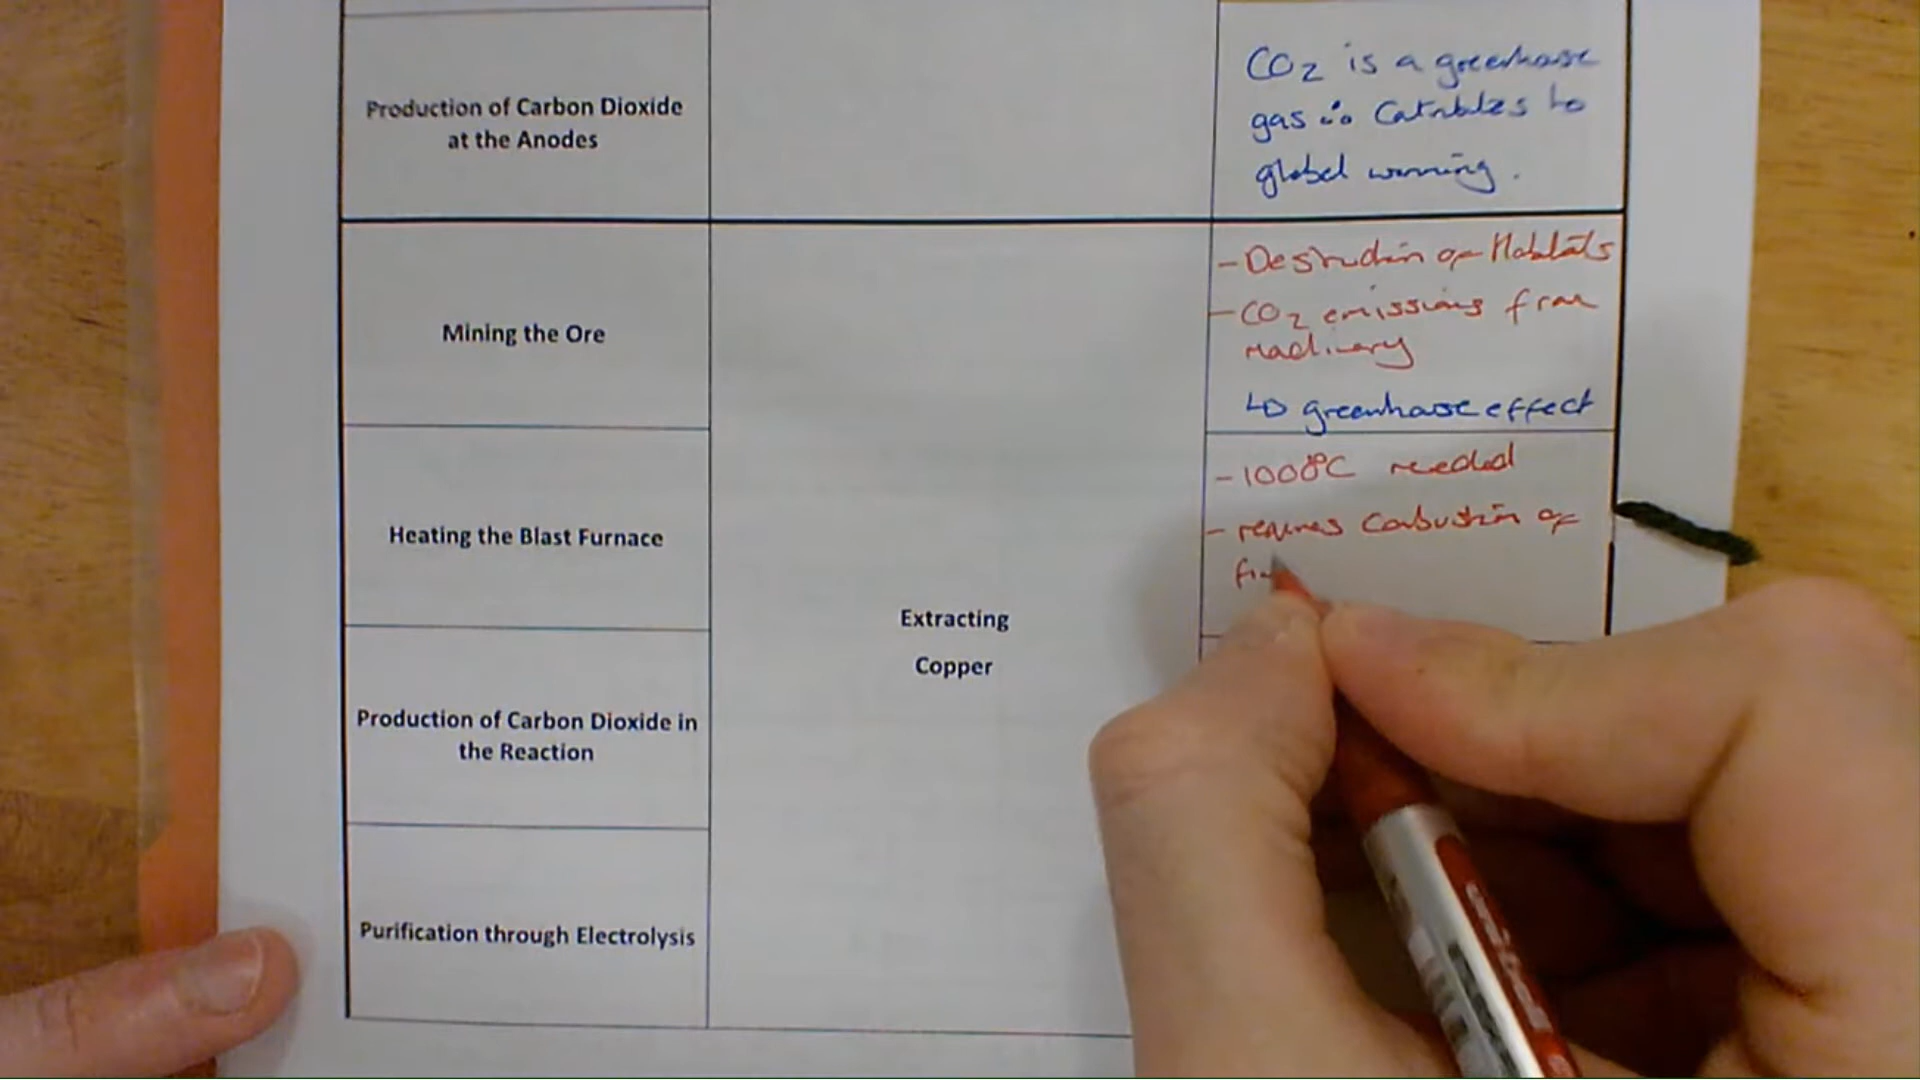 Production of Carbon Dioxide
at the Anodes
CO2 is a greenhouse
gas ∴ Contributes to
global warming.
Mining the Ore
- Destruction of Habitats
- CO2 emissions from
machinery
↳ greenhouse effect
Heating the Blast Furnace
- 1000°C needed
- requires Combustion of
Extracting
Copper
Production of Carbon Dioxide in
the Reaction
Purification through Electrolysis